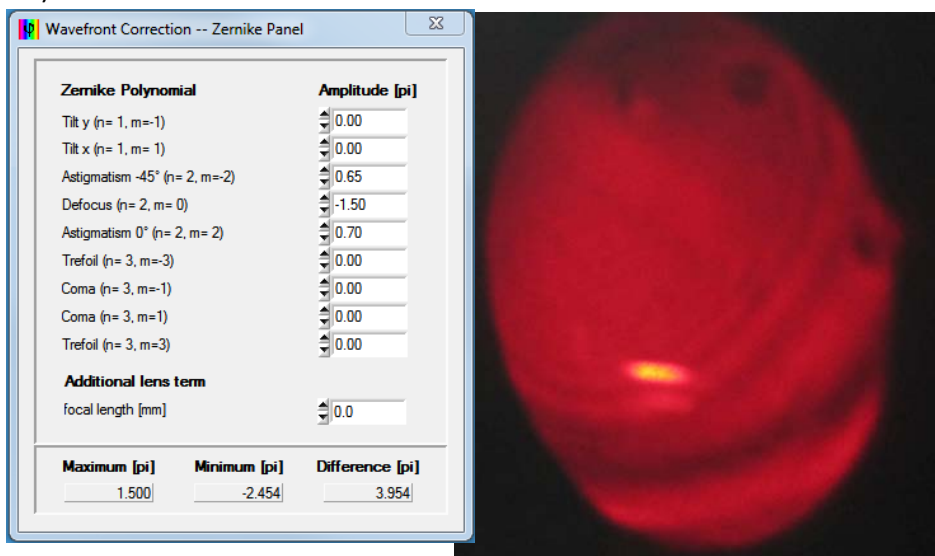 Wavefront Correction -- Zernike Panel
Zernike Polynomial Amplitude [pi]
Tilt y (n= 1, m=-1) 0.00
Tilt x (n= 1, m= 1) 0.00
Astigmatism -45° (n= 2, m=-2) 0.65
Defocus (n= 2, m= 0) -1.50
Astigmatism 0° (n= 2, m= 2) 0.70
Trefoil (n= 3, m=-3) 0.00
Coma (n= 3, m=-1) 0.00
Coma (n= 3, m=1) 0.00
Trefoil (n= 3, m=3) 0.00
Additional lens term
focal length [mm] 0.0
Maximum [pi] Minimum [pi] Difference [pi]
1.500 -2.454 3.954